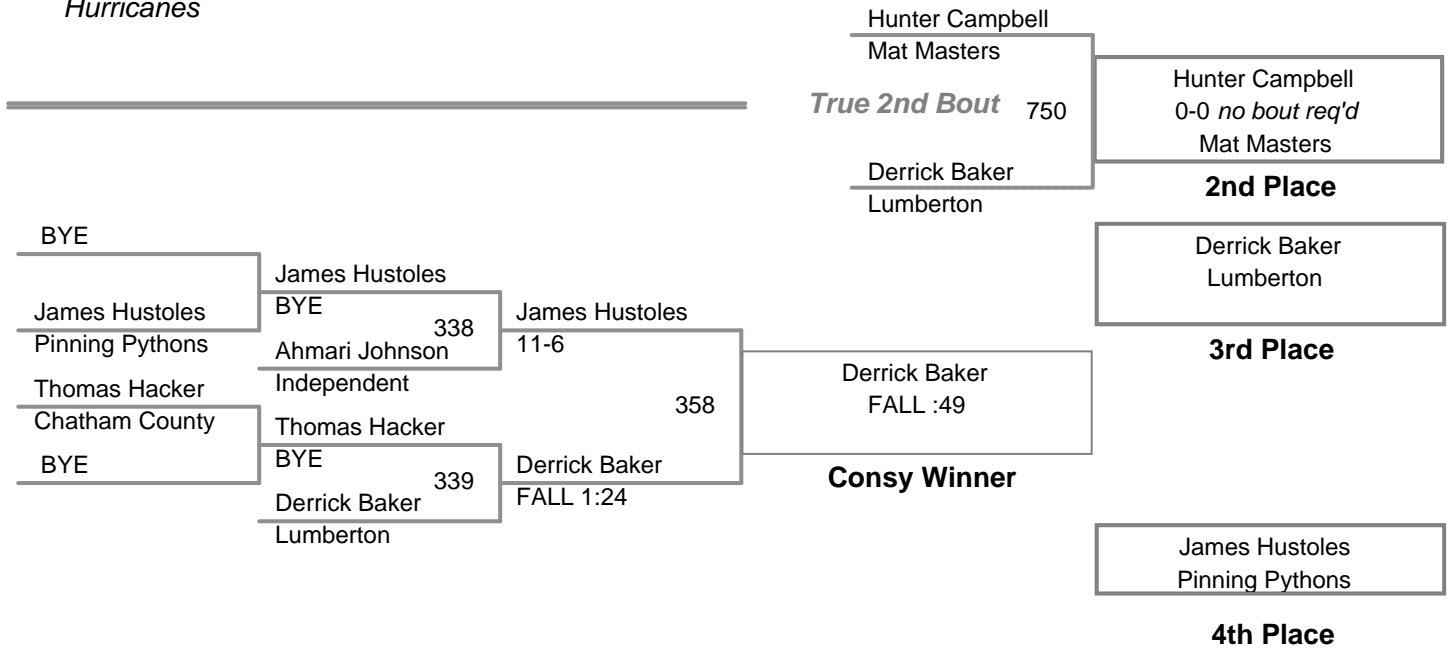 Hurricanes
Hunter Campbell
Mat Masters
True 2nd Bout 750
Derrick Baker
Lumberton
Hunter Campbell
0-0 no bout req'd
Mat Masters
2nd Place
Derrick Baker
Lumberton
3rd Place
BYE
James Hustoles
Pinning Pythons
Thomas Hacker
Chatham County
BYE
James Hustoles
BYE
338
Ahmari Johnson
Independent
Thomas Hacker
BYE
339
Derrick Baker
Lumberton
James Hustoles
11-6
358
Derrick Baker
FALL 1:24
Derrick Baker
FALL :49
Consy Winner
James Hustoles
Pinning Pythons
4th Place